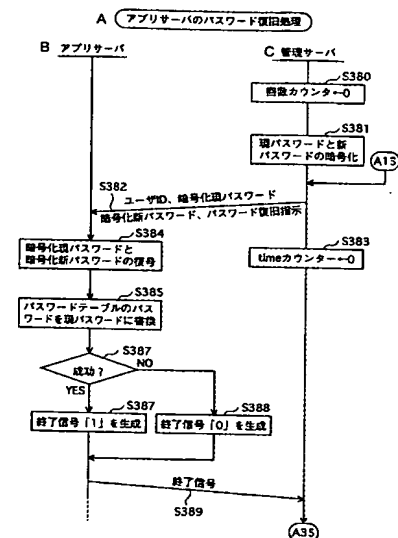 A アプリサーバのパスワード復旧処理
B アプリサーバ
C 管理サーバ
S380
回数カウンタ←0
S381
現パスワードと新
パスワードの暗号化
A15
S382
ユーザID、暗号化現パスワード
暗号化新パスワード、パスワード復旧指示
S384
暗号化現パスワードと
暗号化新パスワードの復号
S383
timeカウンター←0
S385
パスワードテーブルのパス
ワードを現パスワードに書換
S387
成功?
NO
YES
S387
終了信号「1」を生成
S388
終了信号「0」を生成
終了信号
S389
A35